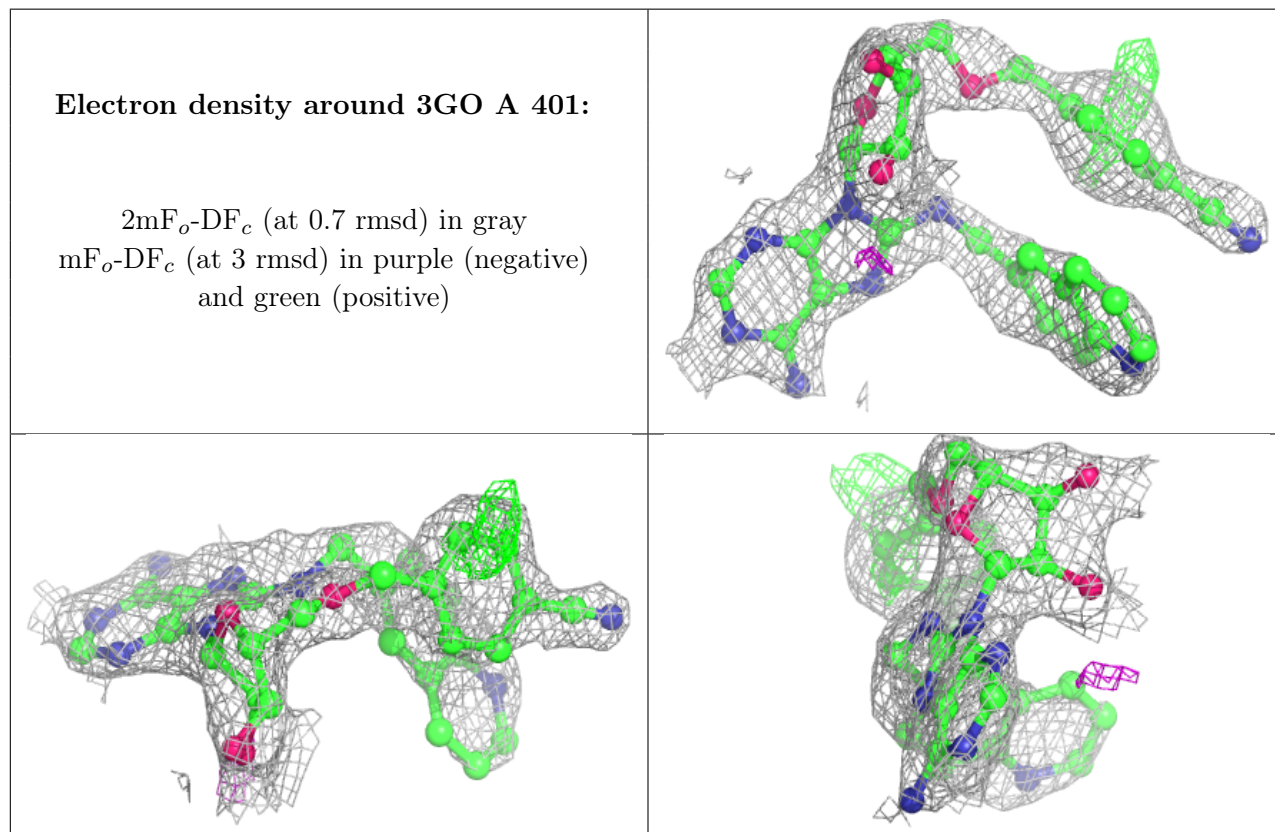 Electron density around 3GO A 401:
2mFo-DFc (at 0.7 rmsd) in gray
mFo-DFc (at 3 rmsd) in purple (negative)
and green (positive)